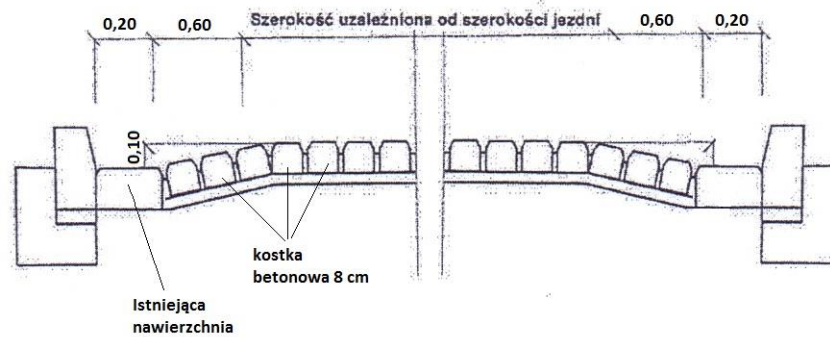 0,20 0,60 Szerokość uzależniona od szerokości jezdni 0,60 0,20
0,10
kostka
betonowa 8 cm
Istniejąca
nawierzchnia